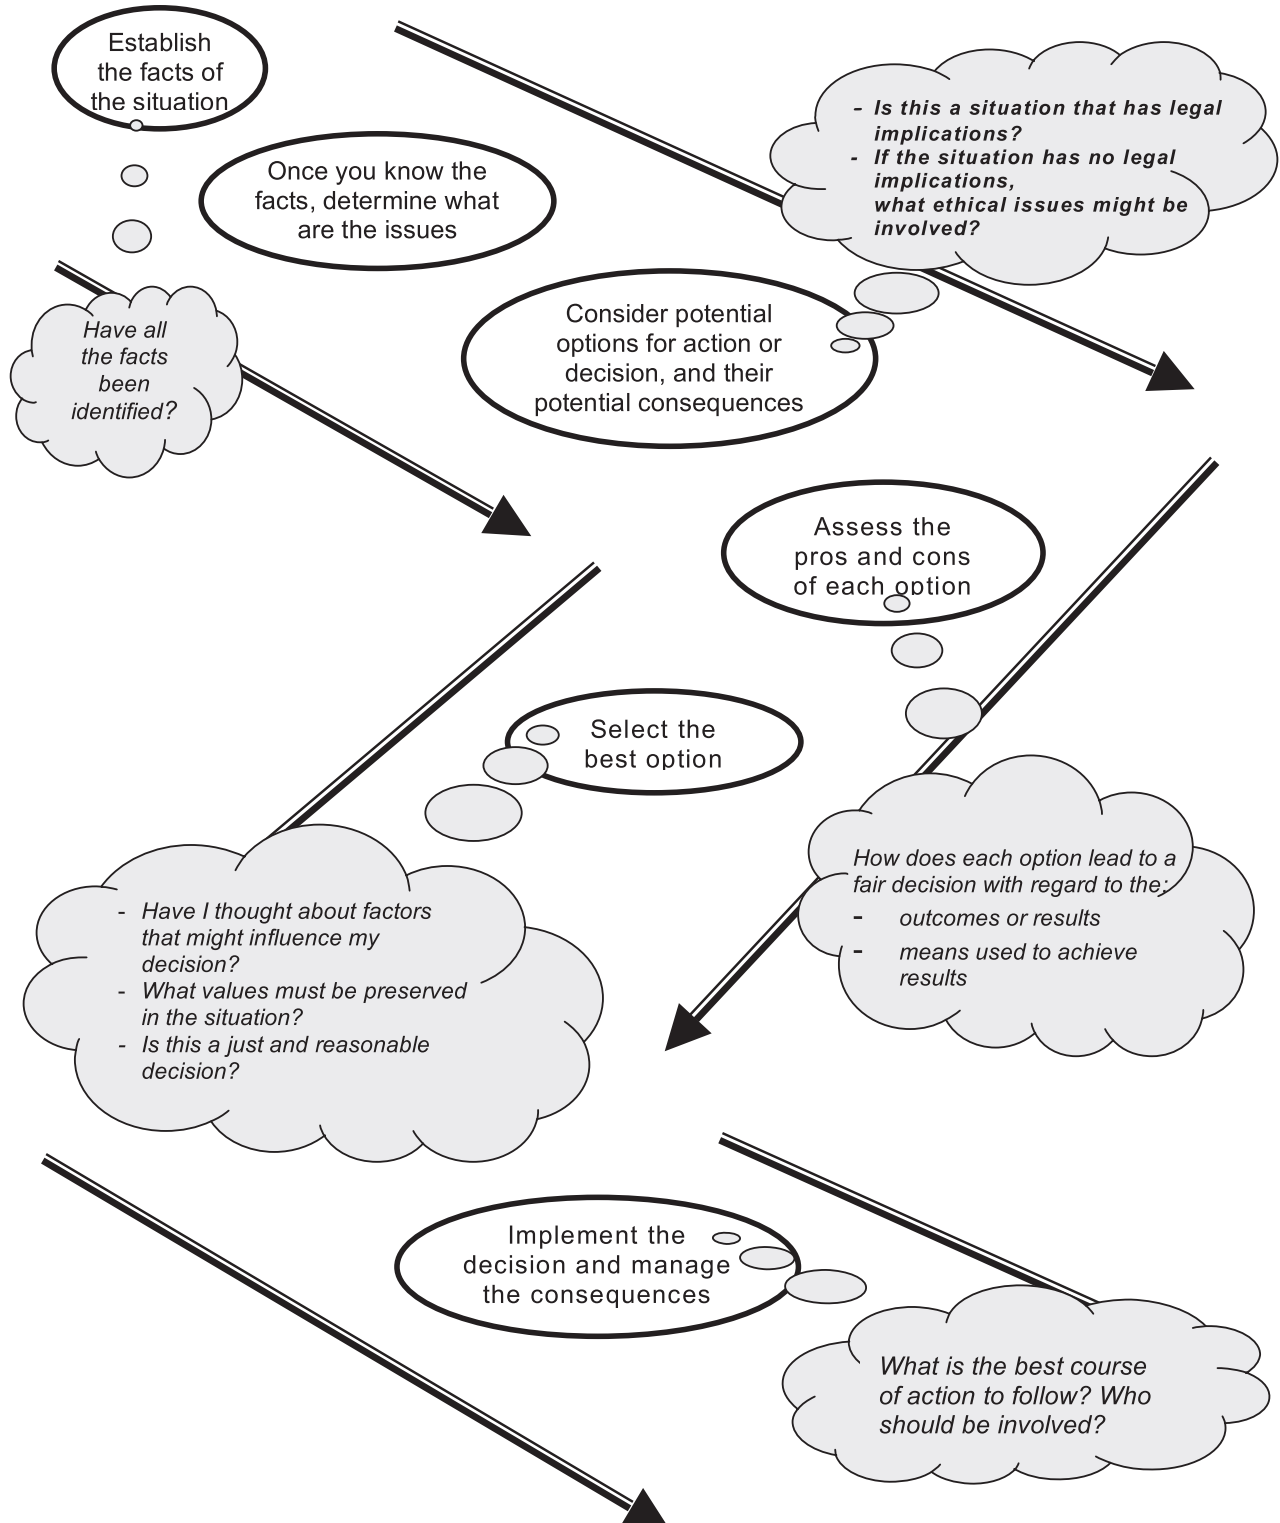 Establish
the facts of
the situation
- Is this a situation that has legal
implications?
- If the situation has no legal
implications,
what ethical issues might be
involved?
Once you know the
facts, determine what
are the issues
Have all
the facts
been
identified?
Consider potential
options for action or
decision, and their
potential consequences
Assess the
pros and cons
of each option
Select the
best option
How does each option lead to a
fair decision with regard to the:
- outcomes or results
- means used to achieve
results
- Have I thought about factors
that might influence my
decision?
- What values must be preserved
in the situation?
- Is this a just and reasonable
decision?
Implement the
decision and manage
the consequences
What is the best course
of action to follow? Who
should be involved?